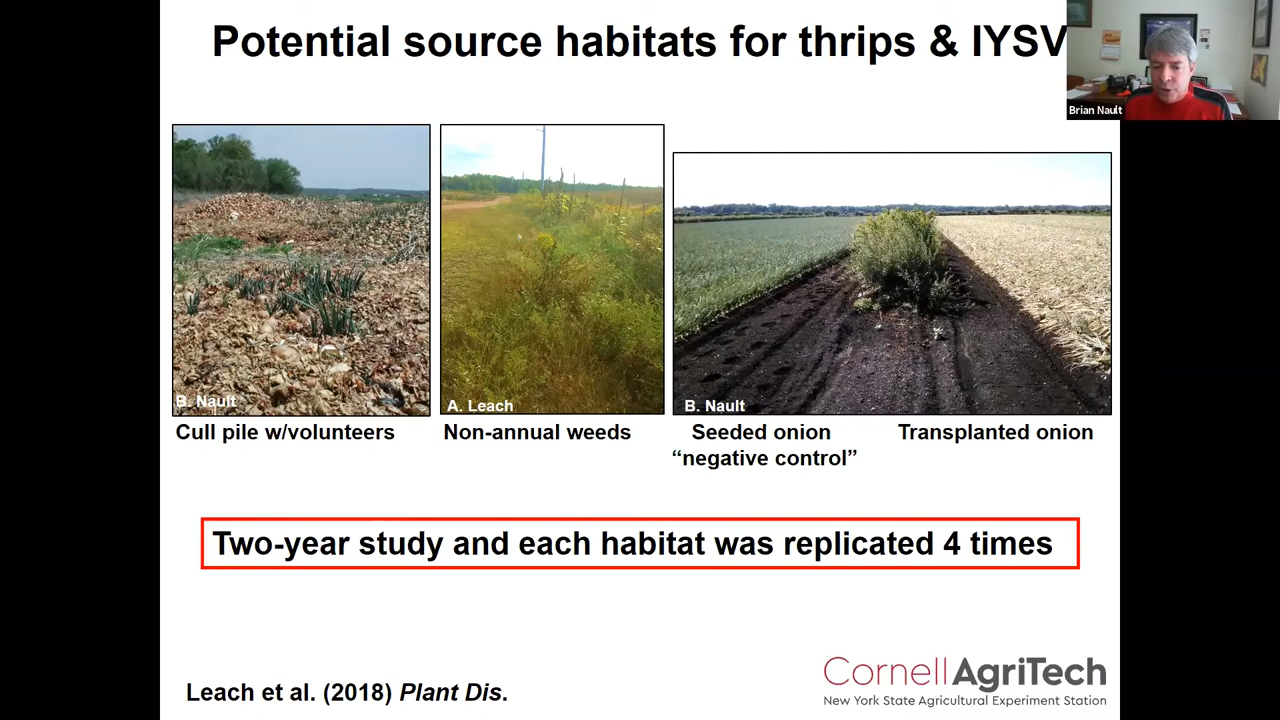 Potential source habitats for thrips & IYSV
Brian Nault
B. Nault
A. Leach
B. Nault
Cull pile w/volunteers
Non-annual weeds
Seeded onion
“negative control”
Transplanted onion
Two-year study and each habitat was replicated 4 times
Leach et al. (2018) Plant Dis.
Cornell AgriTech
New York State Agricultural Experiment Station